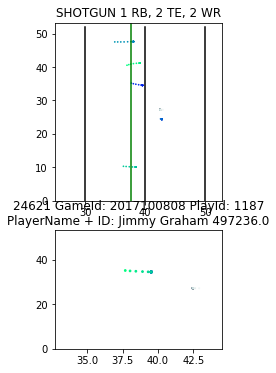 SHOTGUN 1 RB, 2 TE, 2 WR
50
40
30
20
10
0
30 40 50
24621 GameId: 2017100808 PlayId: 1187
PlayerName + ID: Jimmy Graham 497236.0
40
20
0
35.0 37.5 40.0 42.5